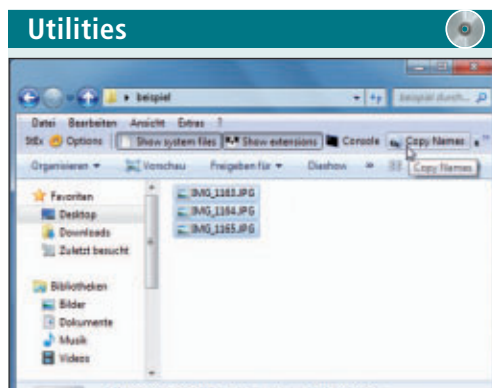 Utilities
beispiel
Datei Bearbeiten Ansicht Extras ?
StEx Options Show system files Show extensions Console Copy Names
Organisieren Vorschau Freigeben für Diashow »
Copy Names
Favoriten
Desktop
Downloads
Zuletzt besucht
Bibliotheken
Bilder
Dokumente
Musik
Videos
IMG_1163.JPG
IMG_1164.JPG
IMG_1165.JPG